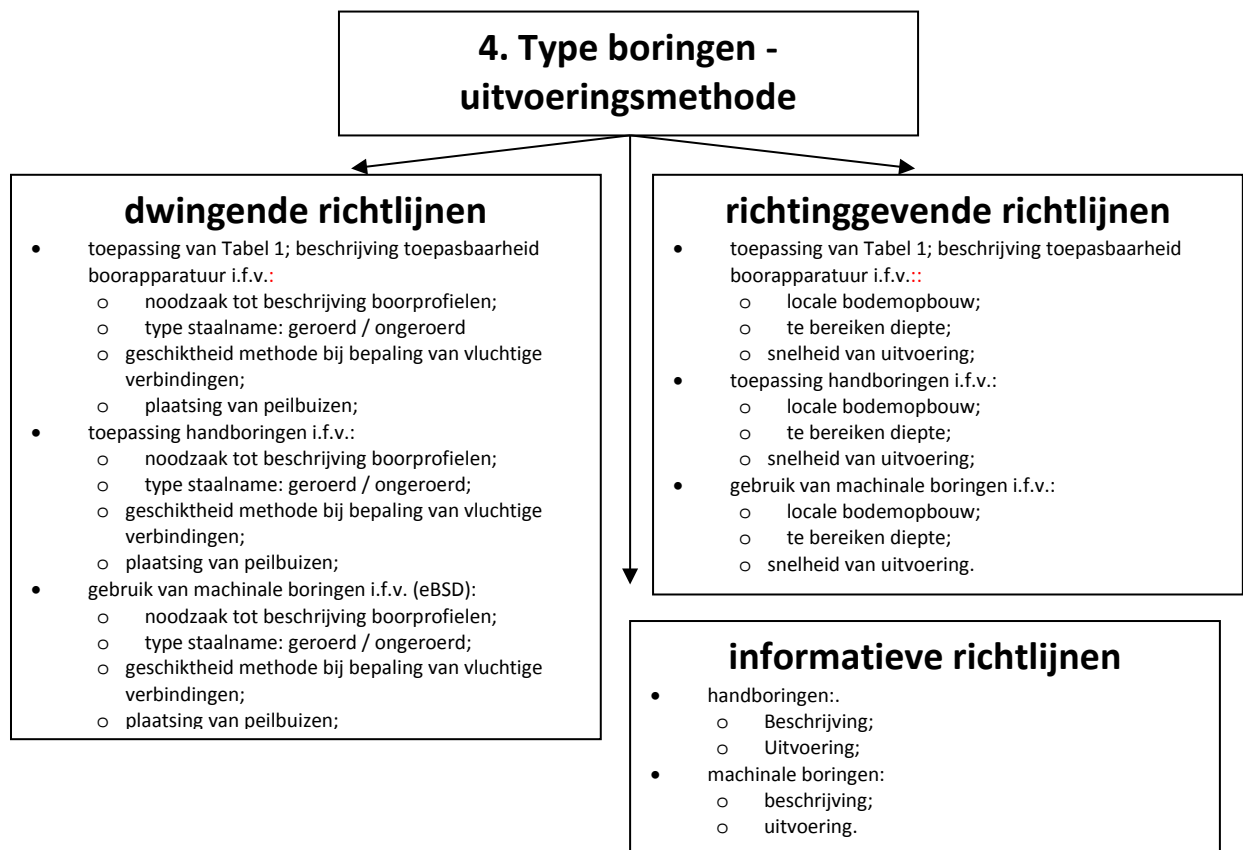 4. Type boringen -
uitvoeringsmethode
dwingende richtlijnen
• toepassing van Tabel 1; beschrijving toepasbaarheid
boorapparatuur i.f.v.:
o noodzaak tot beschrijving boorprofielen;
o type staalname: geroerd / ongeroerd
o geschiktheid methode bij bepaling van vluchtige
verbindingen;
o plaatsing van peilbuizen;
• toepassing handboringen i.f.v.:
o noodzaak tot beschrijving boorprofielen;
o type staalname: geroerd / ongeroerd;
o geschiktheid methode bij bepaling van vluchtige
verbindingen;
o plaatsing van peilbuizen;
• gebruik van machinale boringen i.f.v. (eBSD):
o noodzaak tot beschrijving boorprofielen;
o type staalname: geroerd / ongeroerd;
o geschiktheid methode bij bepaling van vluchtige
verbindingen;
o plaatsing van peilbuizen;
richtinggevende richtlijnen
• toepassing van Tabel 1; beschrijving toepasbaarheid
boorapparatuur i.f.v.::
o locale bodemopbouw;
o te bereiken diepte;
o snelheid van uitvoering;
• toepassing handboringen i.f.v.:
o locale bodemopbouw;
o te bereiken diepte;
o snelheid van uitvoering;
• gebruik van machinale boringen i.f.v.:
o locale bodemopbouw;
o te bereiken diepte;
o snelheid van uitvoering.
informatieve richtlijnen
• handboringen:.
o Beschrijving;
o Uitvoering;
• machinale boringen:
o beschrijving;
o uitvoering.